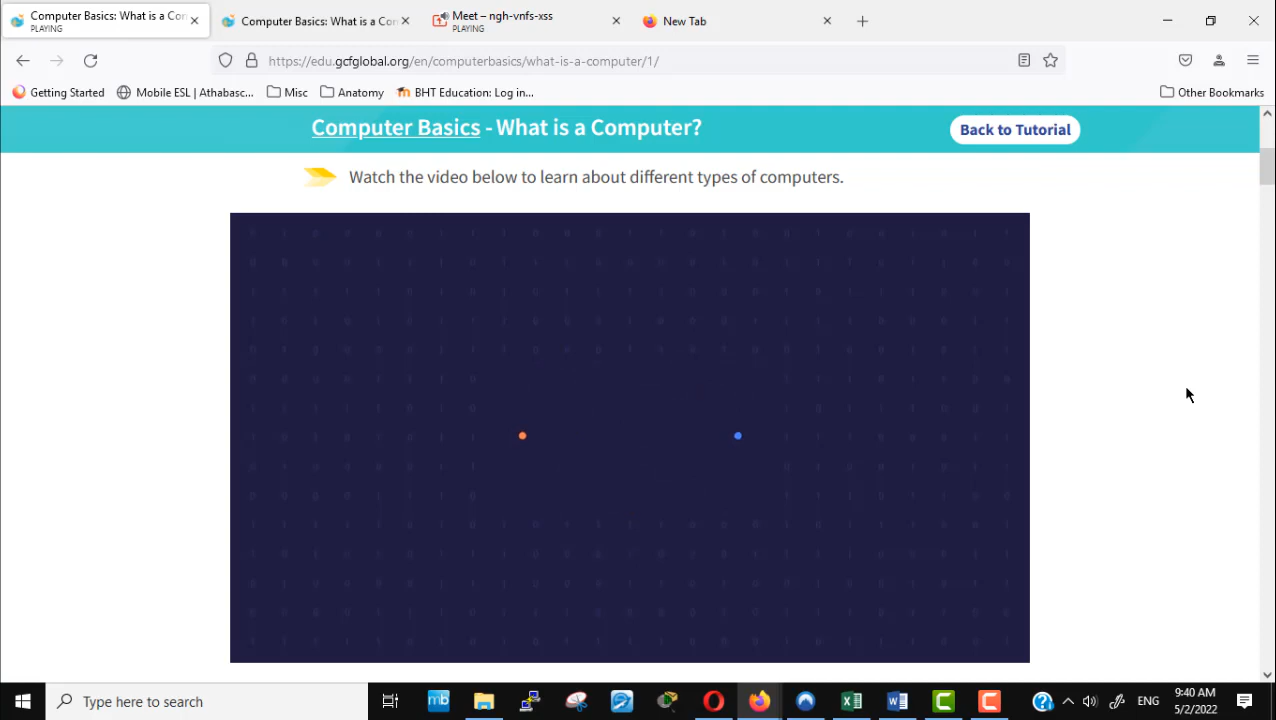 Computer Basics: What is a Con
PLAYING
Computer Basics: What is a Con
Meet – ngh-vnfs-xss
PLAYING
New Tab
https://edu.gcfglobal.org/en/computerbasics/what-is-a-computer/1/
Getting Started
Mobile ESL | Athabasc...
Misc
Anatomy
BHT Education: Log in...
Other Bookmarks
Computer Basics - What is a Computer?
Back to Tutorial
Watch the video below to learn about different types of computers.
Type here to search
mb
ENG
9:40 AM
5/2/2022